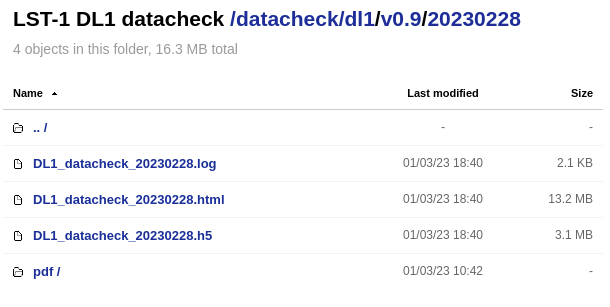 LST-1 DL1 datacheck /datacheck/dl1/v0.9/20230228
4 objects in this folder, 16.3 MB total
Name Last modified Size
.. / - -
DL1_datacheck_20230228.log 01/03/23 18:40 2.1 KB
DL1_datacheck_20230228.html 01/03/23 18:40 13.2 MB
DL1_datacheck_20230228.h5 01/03/23 18:40 3.1 MB
pdf / 01/03/23 10:42 -